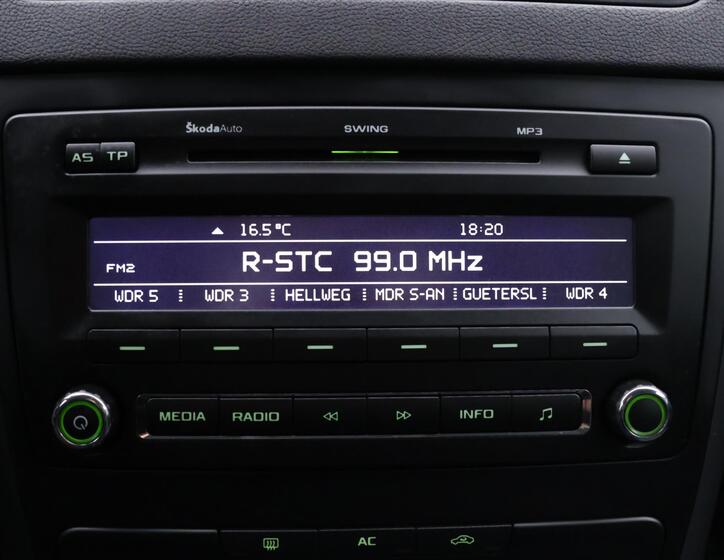 ŠkodaAuto SWING MP3
AS TP
16.5°C 18:20
FM2 R-STC 99.0 MHz
WDR 5 WDR 3 HELLWEG MDR S-AN GUETERSL WDR 4
MEDIA RADIO INFO
AC